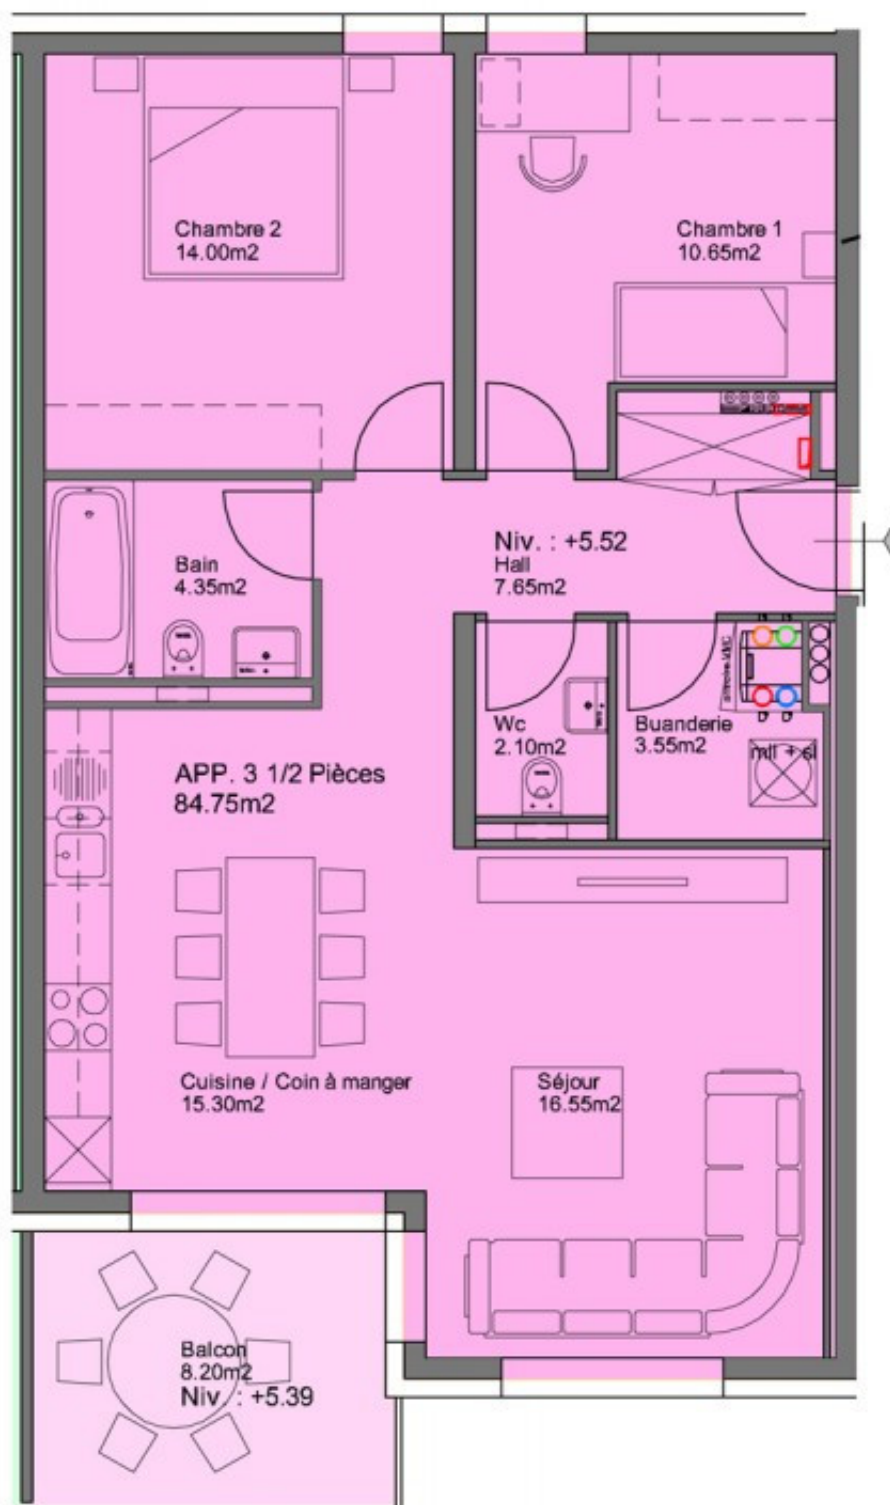 Chambre 2
14.00m2
Chambre 1
10.65m2
Niv. : +5.52
Hall
7.65m2
Bain
4.35m2
Wc
2.10m2
Buanderie
3.55m2
APP. 3 1/2 Pièces
84.75m2
Cuisine / Coin à manger
15.30m2
Séjour
16.55m2
Balcon
8.20m2
Niv. : +5.39